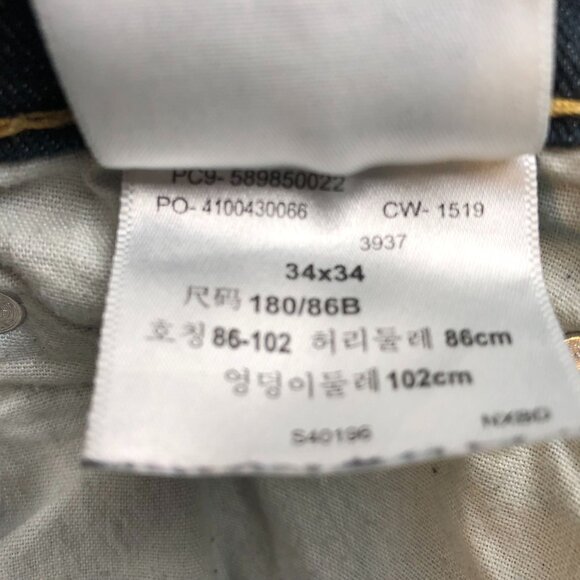 PC9- 589850022
PO- 4100430066 CW- 1519
3937
34x34
尺码 180/86B
호칭 86-102 허리둘레 86cm
엉덩이둘레 102cm
S40196